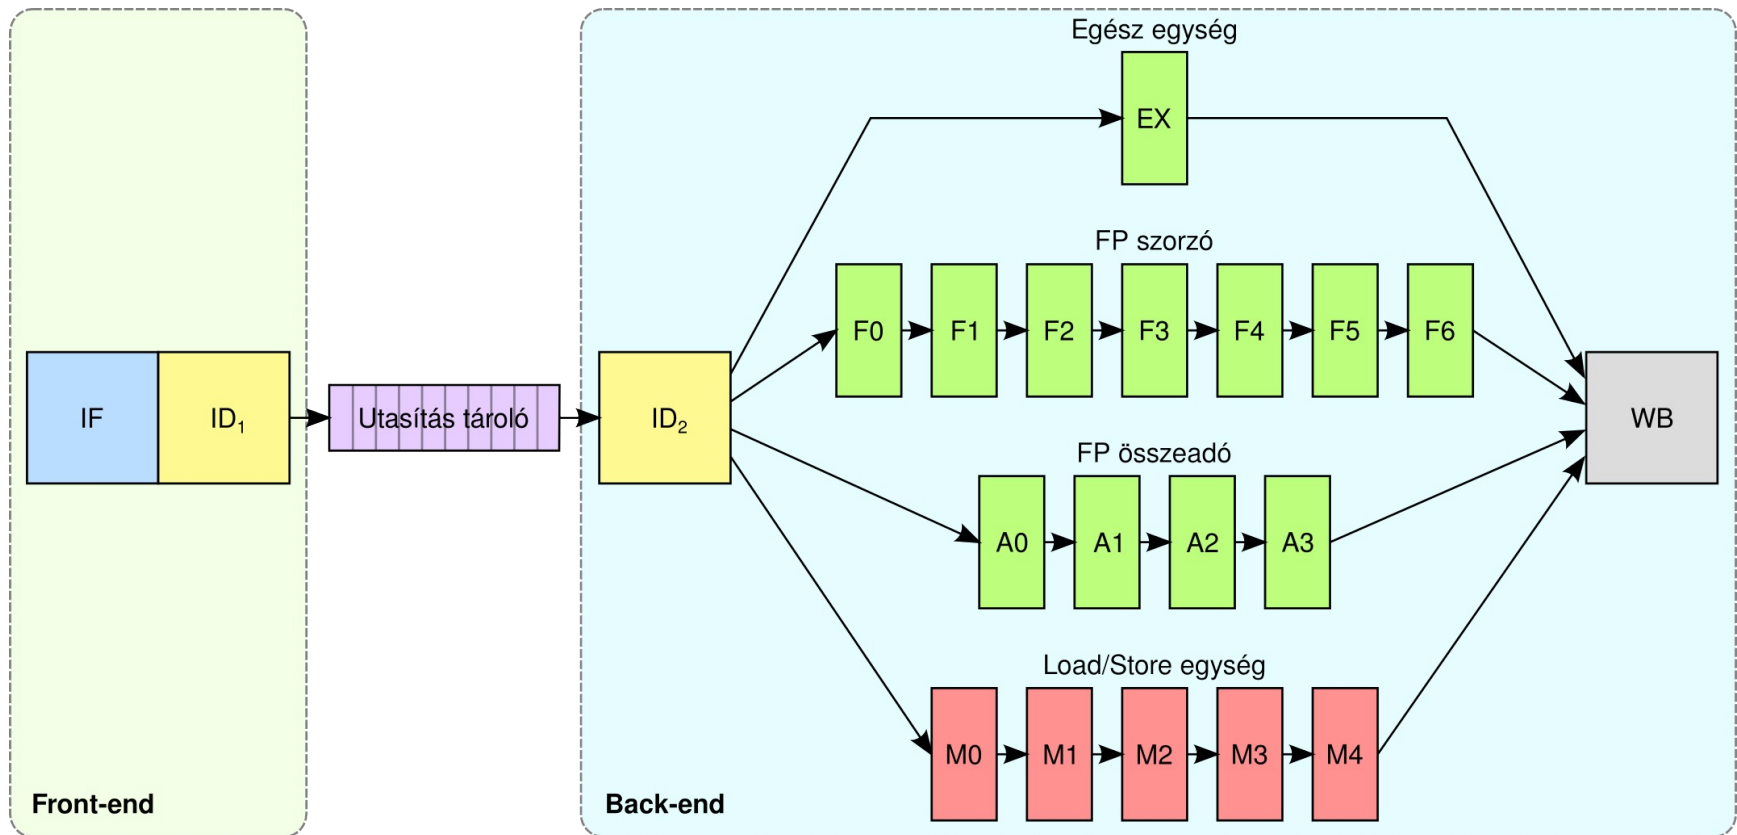 Egész egység
EX
FP szorzó
F0 F1 F2 F3 F4 F5 F6
IF ID₁ Utasítás tároló ID₂ WB
FP összeadó
A0 A1 A2 A3
Load/Store egység
M0 M1 M2 M3 M4
Front-end Back-end